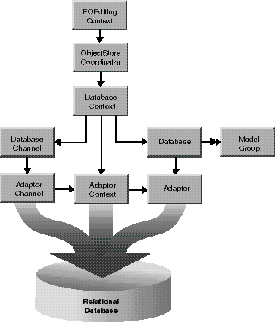 EOEditing
Context
ObjectStore
Coordinator
Database
Context
Database
Channel
Database
Model
Group
Adaptor
Channel
Adaptor
Context
Adaptor
Relational
Database